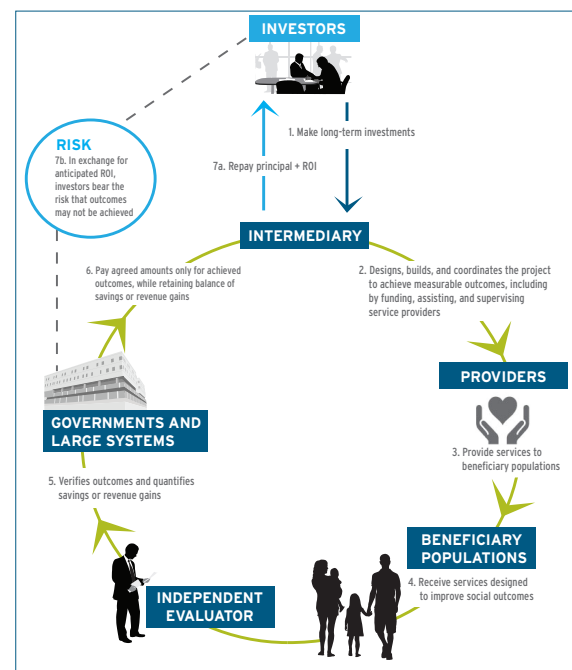 INVESTORS
1. Make long-term investments
7a. Repay principal + ROI
RISK
7b. In exchange for
anticipated ROI,
investors bear the
risk that outcomes
may not be achieved
INTERMEDIARY
6. Pay agreed amounts only for achieved
outcomes, while retaining balance of
savings or revenue gains
2. Designs, builds, and coordinates the project
to achieve measurable outcomes, including
by funding, assisting, and supervising
service providers
PROVIDERS
3. Provide services to
beneficiary populations
GOVERNMENTS AND
LARGE SYSTEMS
5. Verifies outcomes and quantifies
savings or revenue gains
BENEFICIARY
POPULATIONS
4. Receive services designed
to improve social outcomes
INDEPENDENT
EVALUATOR